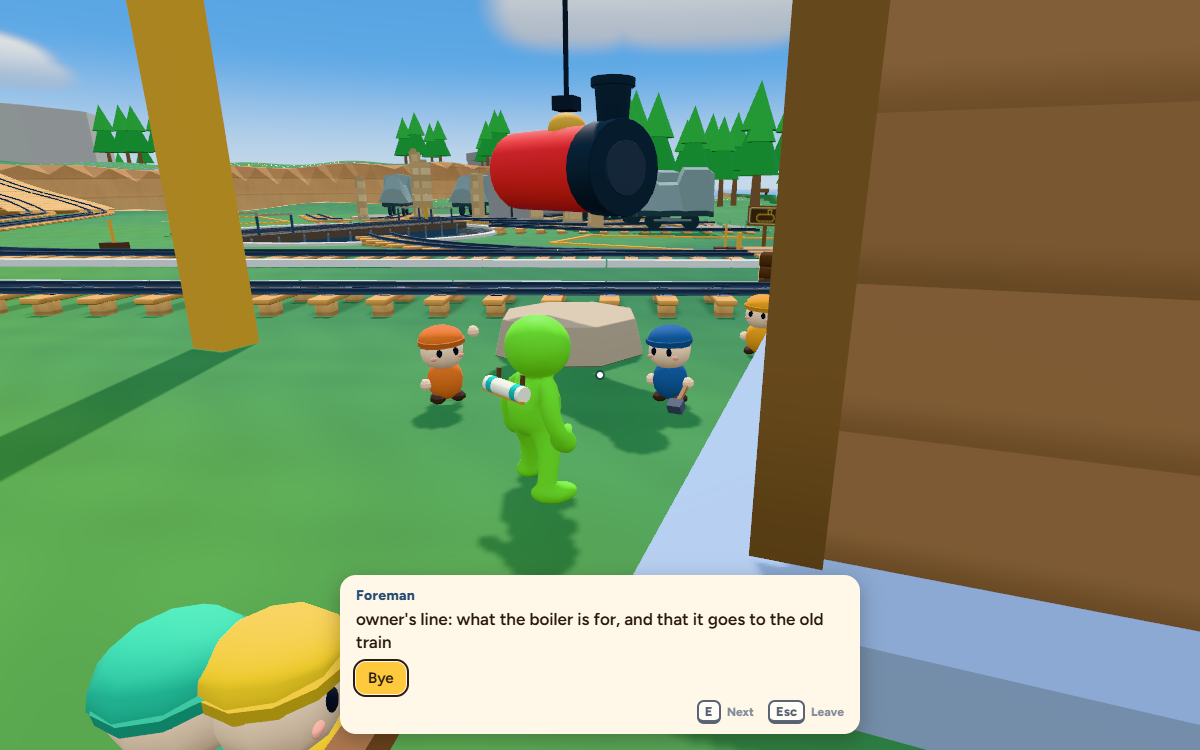 Foreman
owner's line: what the boiler is for, and that it goes to the old
train
Bye
E Next Esc Leave